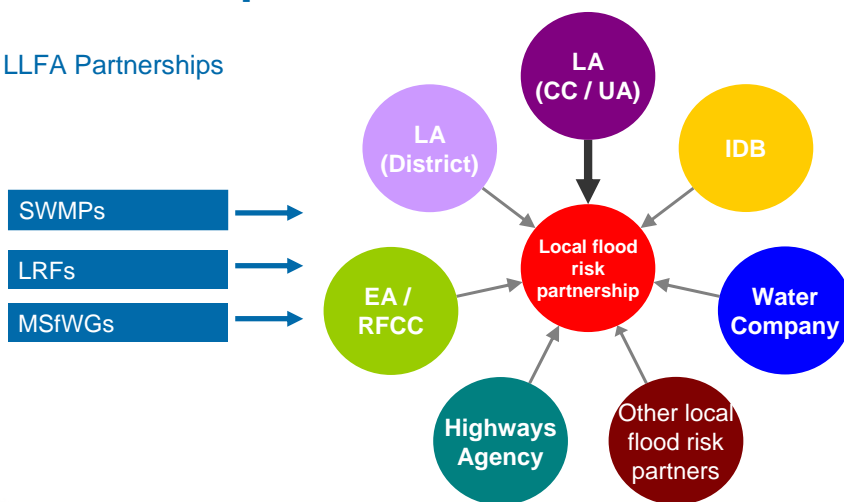 LLFA Partnerships
LA
(CC / UA)
LA
(District)
IDB
SWMPs
LRFs
MSfWGs
Local flood
risk
partnership
EA /
RFCC
Water
Company
Highways
Agency
Other local
flood risk
partners